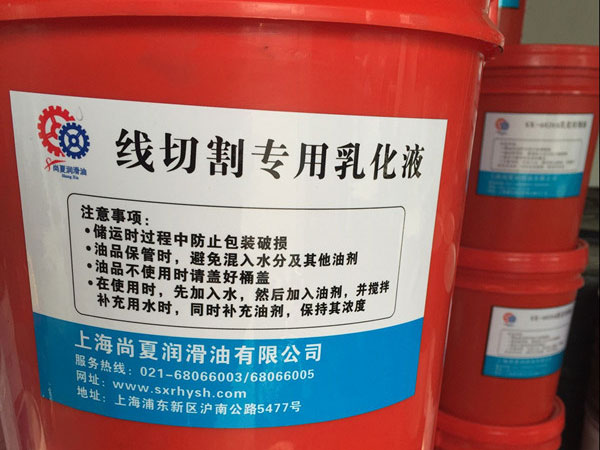 线切割专用乳化液
尚夏润滑油
Shang Xia
注意事项：
•储运时过程中防止包装破损
•油品保管时，避免混入水分及其他油剂
•油品不使用时请盖好桶盖
•在使用时，先加入水，然后加入油剂，并搅拌
补充用水时，同时补充油剂，保持其浓度
上海尚夏润滑油有限公司
服务热线：021-68066003/68066005
网址：www.sxrhysh.com
地址：上海浦东新区沪南公路5477号